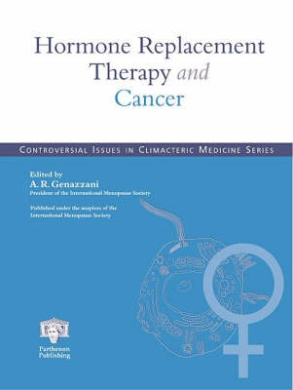 Hormone Replacement
Therapy and
Cancer
CONTROVERSIAL ISSUES IN CLIMACTERIC MEDICINE SERIES
Edited by
A. R. Genazzani
President of the International Menopause Society
Published under the auspices of the
International Menopause Society
Parthenon
Publishing